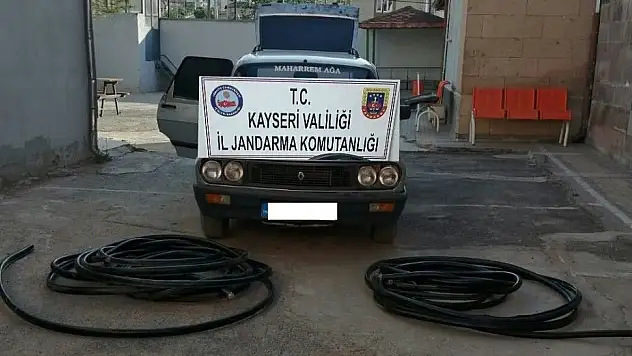 MAHARREM AĞA
T.C.
KAYSERİ VALİLİĞİ
İL JANDARMA KOMUTANLIĞI